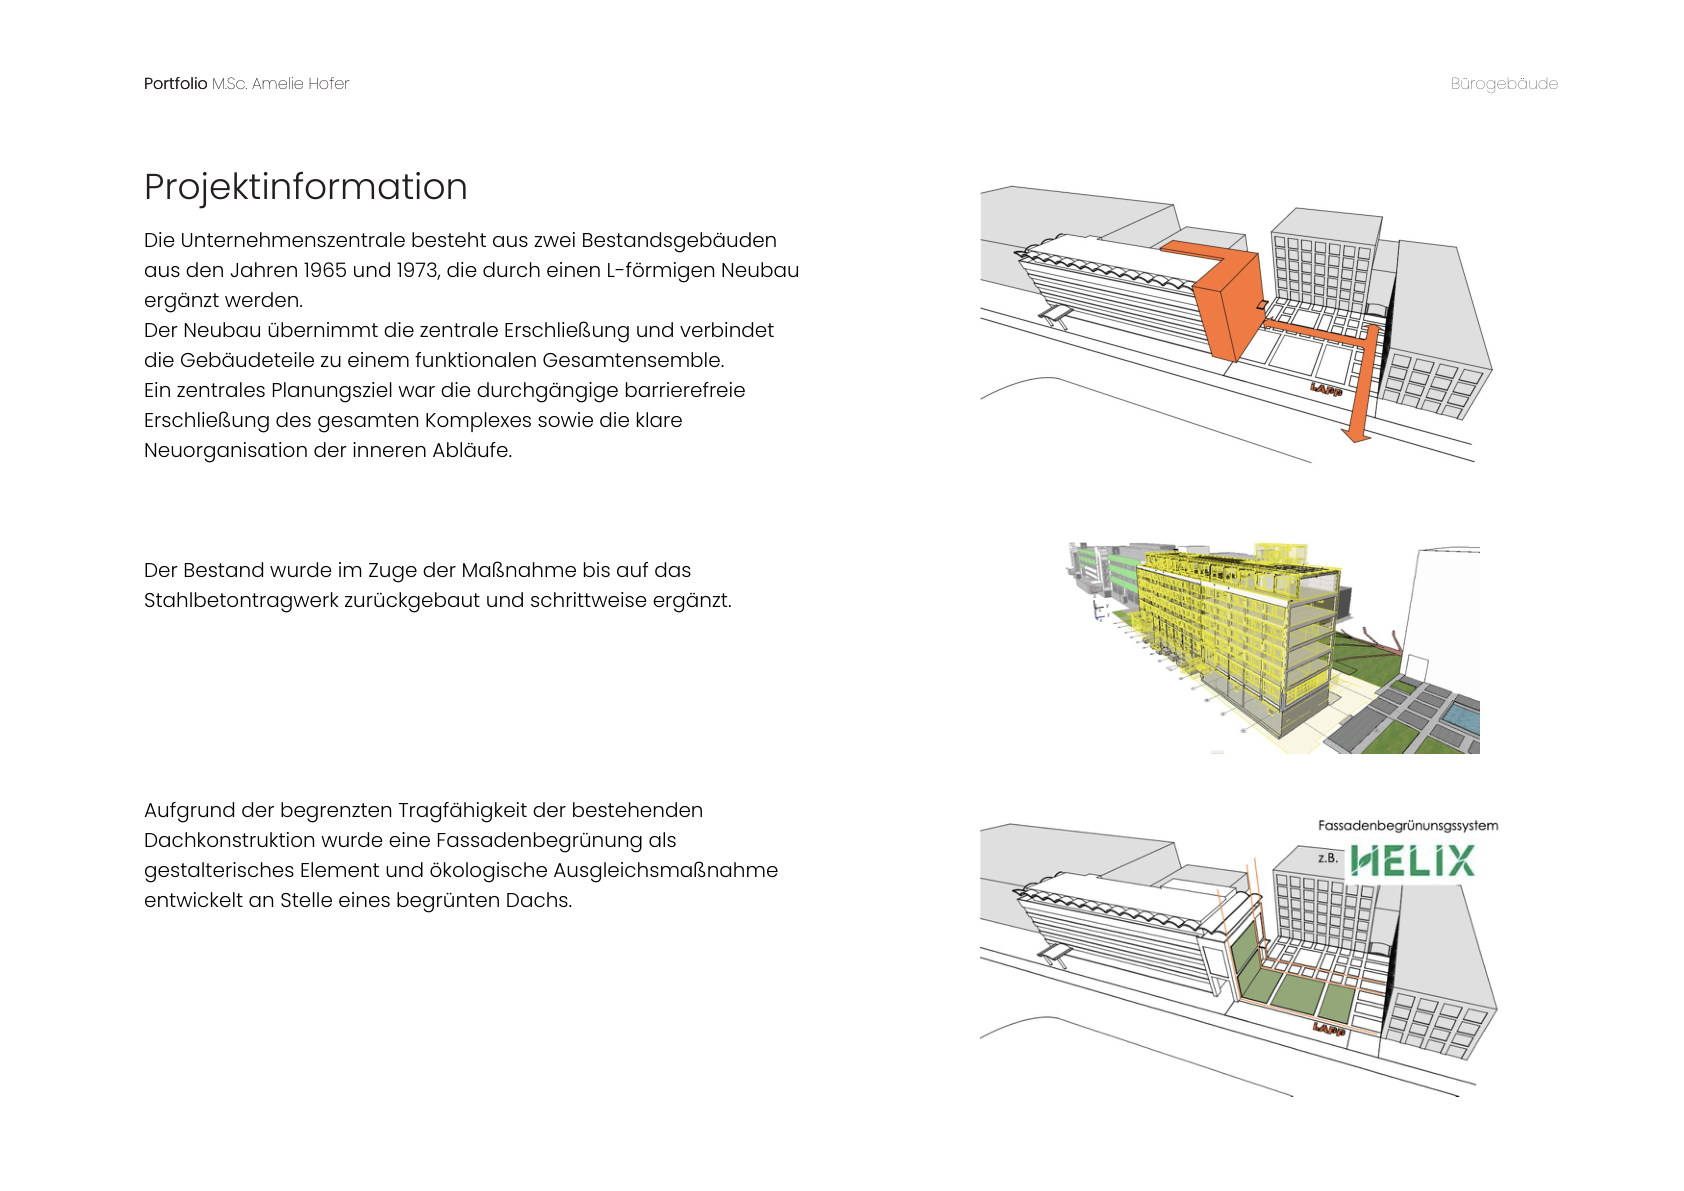 Portfolio M.Sc. Amelie Hofer
Bürogebäude
Projektinformation
Die Unternehmenszentrale besteht aus zwei Bestandsgebäuden
aus den Jahren 1965 und 1973, die durch einen L-förmigen Neubau
ergänzt werden.
Der Neubau übernimmt die zentrale Erschließung und verbindet
die Gebäudeteile zu einem funktionalen Gesamtensemble.
Ein zentrales Planungsziel war die durchgängige barrierefreie
Erschließung des gesamten Komplexes sowie die klare
Neuorganisation der inneren Abläufe.
LAPP
Der Bestand wurde im Zuge der Maßnahme bis auf das
Stahlbetontragwerk zurückgebaut und schrittweise ergänzt.
Aufgrund der begrenzten Tragfähigkeit der bestehenden
Dachkonstruktion wurde eine Fassadenbegrünung als
gestalterisches Element und ökologische Ausgleichsmaßnahme
entwickelt an Stelle eines begrünten Dachs.
Fassadenbegrünungssystem
z.B. HELIX
LAPP